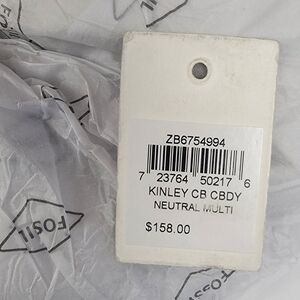 ZB6754994
7 23764 50217 6
KINLEY CB CBDY
NEUTRAL MULTI
$158.00
FOSSIL
FOSSIL